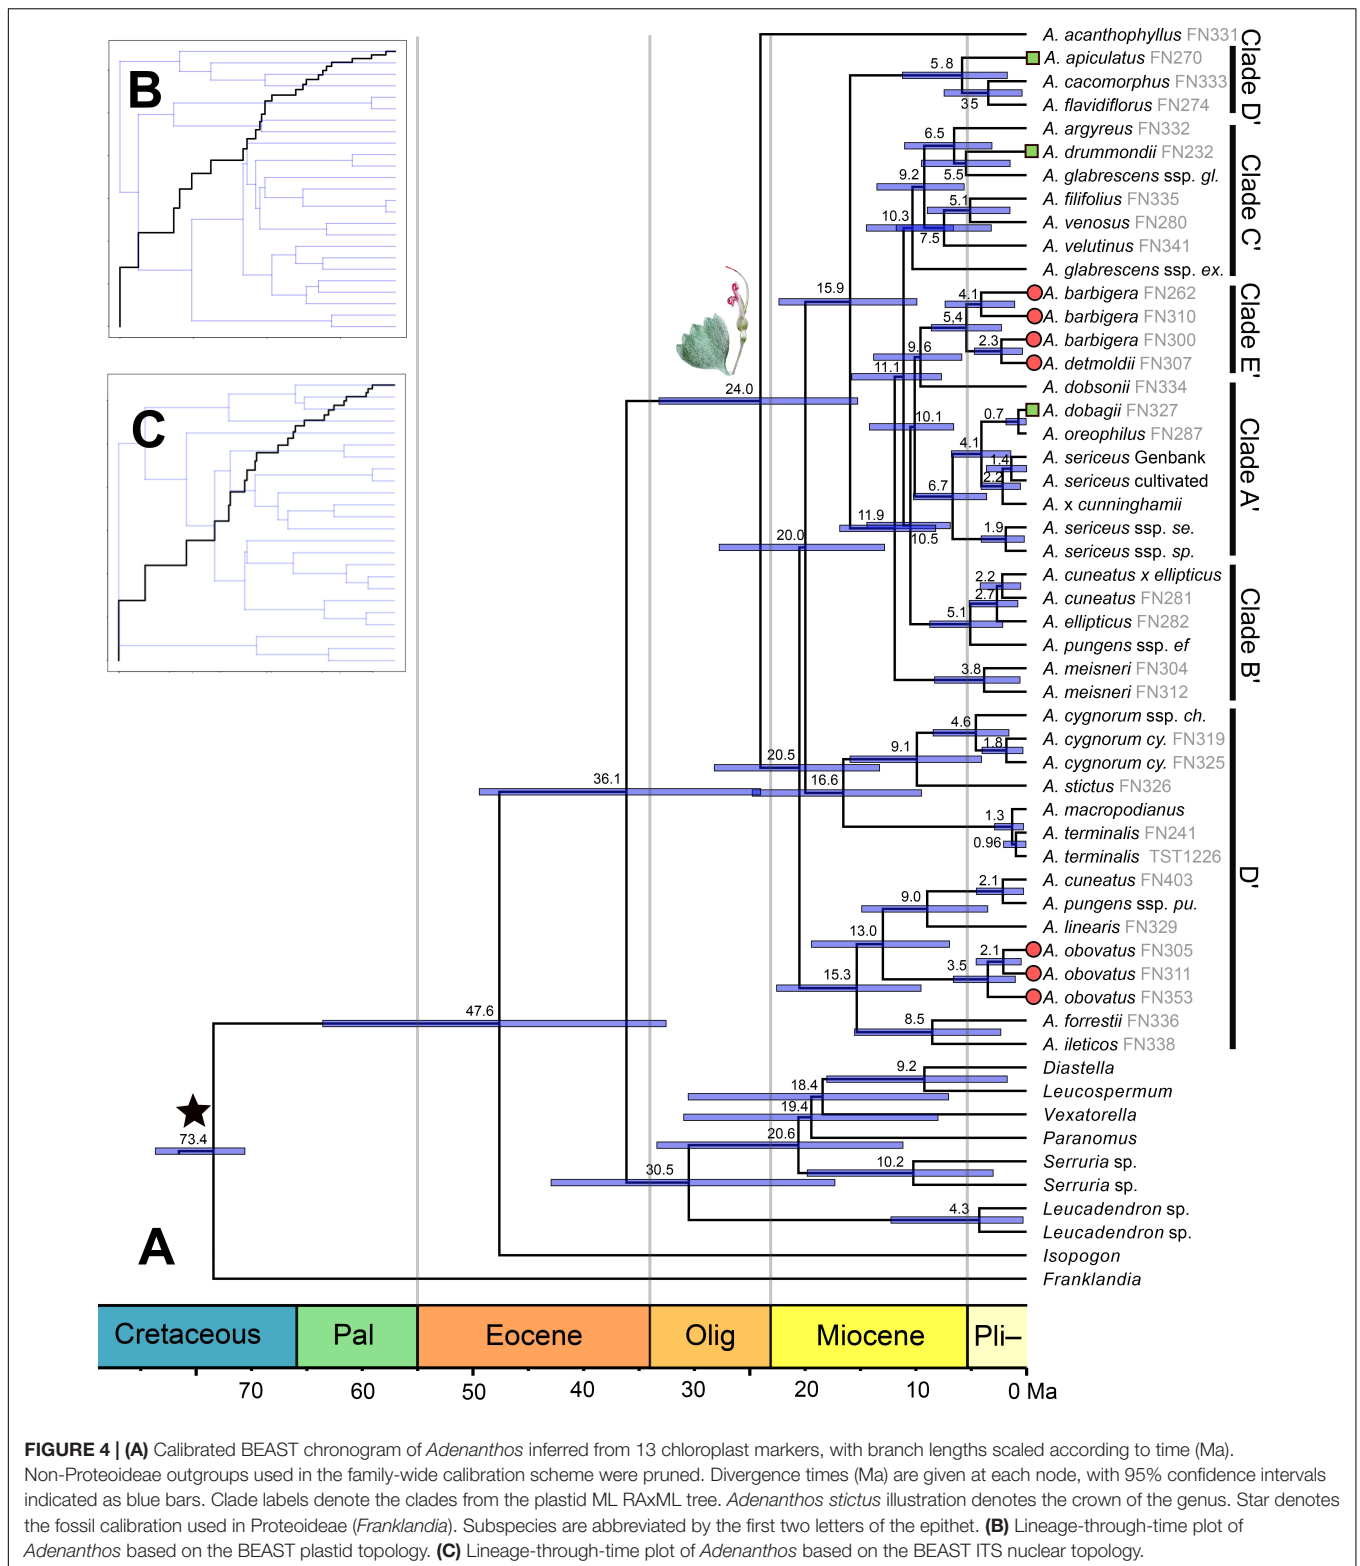 B
C
A
A. acanthophyllus FN331
A. apiculatus FN270
A. cacomorphus FN333
A. flavidiflorus FN274
A. argyreus FN332
A. drummondii FN232
A. glabrescens ssp. gl.
A. filifolius FN335
A. venosus FN280
A. velutinus FN341
A. glabrescens ssp. ex.
A. barbigera FN262
A. barbigera FN310
A. barbigera FN300
A. detmoldii FN307
A. dobsonii FN334
A. dobagii FN327
A. oreophilus FN287
A. sericeus Genbank
A. sericeus cultivated
A. x cunninghamii
A. sericeus ssp. se.
A. sericeus ssp. sp.
A. cuneatus x ellipticus
A. cuneatus FN281
A. ellipticus FN282
A. pungens ssp. ef
A. meisneri FN304
A. meisneri FN312
A. cygnorum ssp. ch.
A. cygnorum cy. FN319
A. cygnorum cy. FN325
A. stictus FN326
A. macropodianus
A. terminalis FN241
A. terminalis TST1226
A. cuneatus FN403
A. pungens ssp. pu.
A. linearis FN329
A. obovatus FN305
A. obovatus FN311
A. obovatus FN353
A. forrestii FN336
A. ileticos FN338
Diastella
Leucospermum
Vexatorella
Paranomus
Serruria sp.
Serruria sp.
Leucadendron sp.
Leucadendron sp.
Isopogon
Franklandia
Clade D'
Clade C'
Clade E'
Clade A'
Clade B'
D'
5.8
35
6.5
5.5
9.2
5.1
10.3
7.5
15.9
4.1
5,4
2.3
9.6
11.1
24.0
0.7
10.1
4.1
1.4
2.2
6.7
11.9
1.9
10.5
20.0
2.2
2.7
5.1
3.8
4.6
1.8
9.1
20.5
16.6
36.1
1.3
0.96
2.1
9.0
13.0
2.1
3.5
15.3
8.5
47.6
9.2
18.4
19.4
20.6
10.2
30.5
4.3
73.4
Cretaceous Pal Eocene Olig Miocene Pli–
70 60 50 40 30 20 10 0 Ma
FIGURE 4 | (A) Calibrated BEAST chronogram of Adenanthos inferred from 13 chloroplast markers, with branch lengths scaled according to time (Ma).
Non-Proteoideae outgroups used in the family-wide calibration scheme were pruned. Divergence times (Ma) are given at each node, with 95% confidence intervals
indicated as blue bars. Clade labels denote the clades from the plastid ML RAxML tree. Adenanthos stictus illustration denotes the crown of the genus. Star denotes
the fossil calibration used in Proteoideae (Franklandia). Subspecies are abbreviated by the first two letters of the epithet. (B) Lineage-through-time plot of
Adenanthos based on the BEAST plastid topology. (C) Lineage-through-time plot of Adenanthos based on the BEAST ITS nuclear topology.